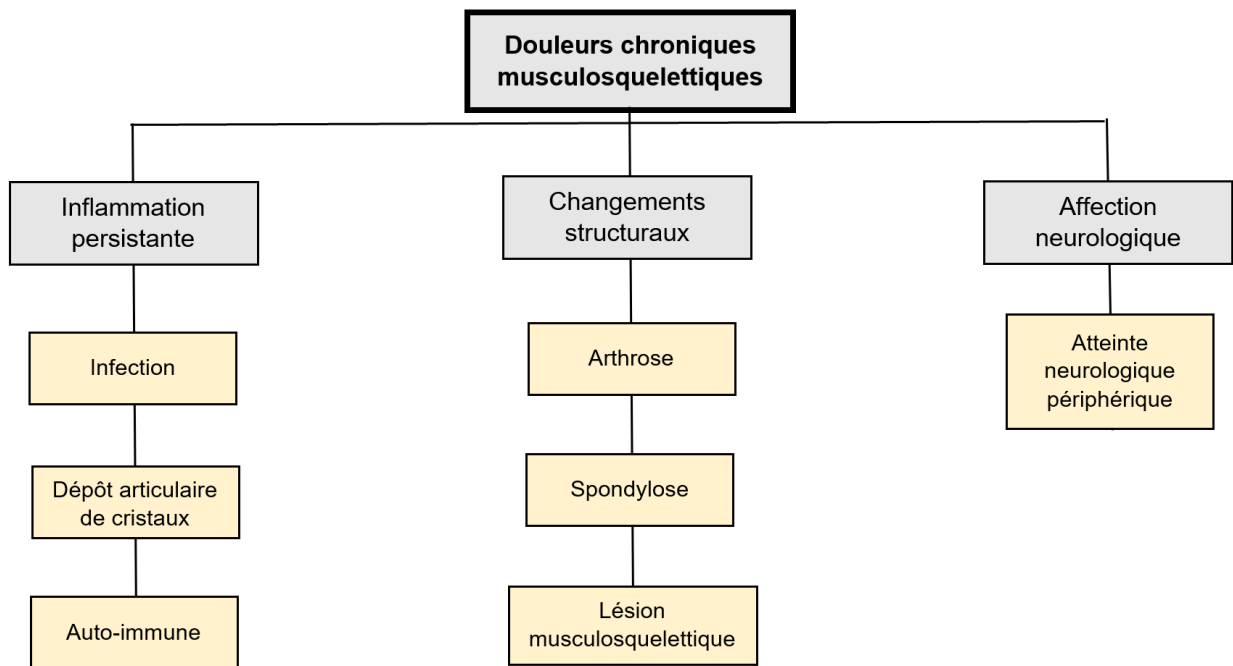 Douleurs chroniques
musculosquelettiques
Inflammation
persistante
Changements
structuraux
Affection
neurologique
Infection
Arthrose
Atteinte
neurologique
périphérique
Dépôt articulaire
de cristaux
Spondylose
Auto-immune
Lésion
musculosquelettique